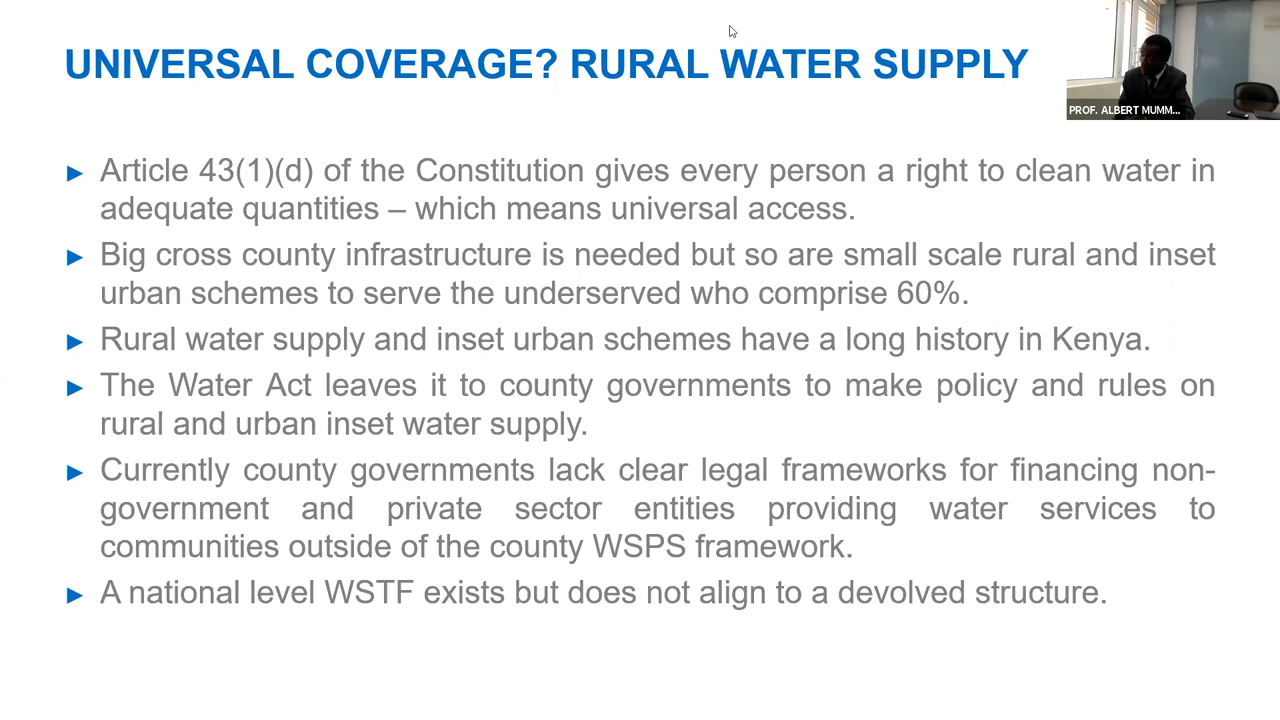 UNIVERSAL COVERAGE? RURAL WATER SUPPLY
PROF. ALBERT MUMM...
► Article 43(1)(d) of the Constitution gives every person a right to clean water in
adequate quantities – which means universal access.
► Big cross county infrastructure is needed but so are small scale rural and inset
urban schemes to serve the underserved who comprise 60%.
► Rural water supply and inset urban schemes have a long history in Kenya.
► The Water Act leaves it to county governments to make policy and rules on
rural and urban inset water supply.
► Currently county governments lack clear legal frameworks for financing non-
government and private sector entities providing water services to
communities outside of the county WSPS framework.
► A national level WSTF exists but does not align to a devolved structure.